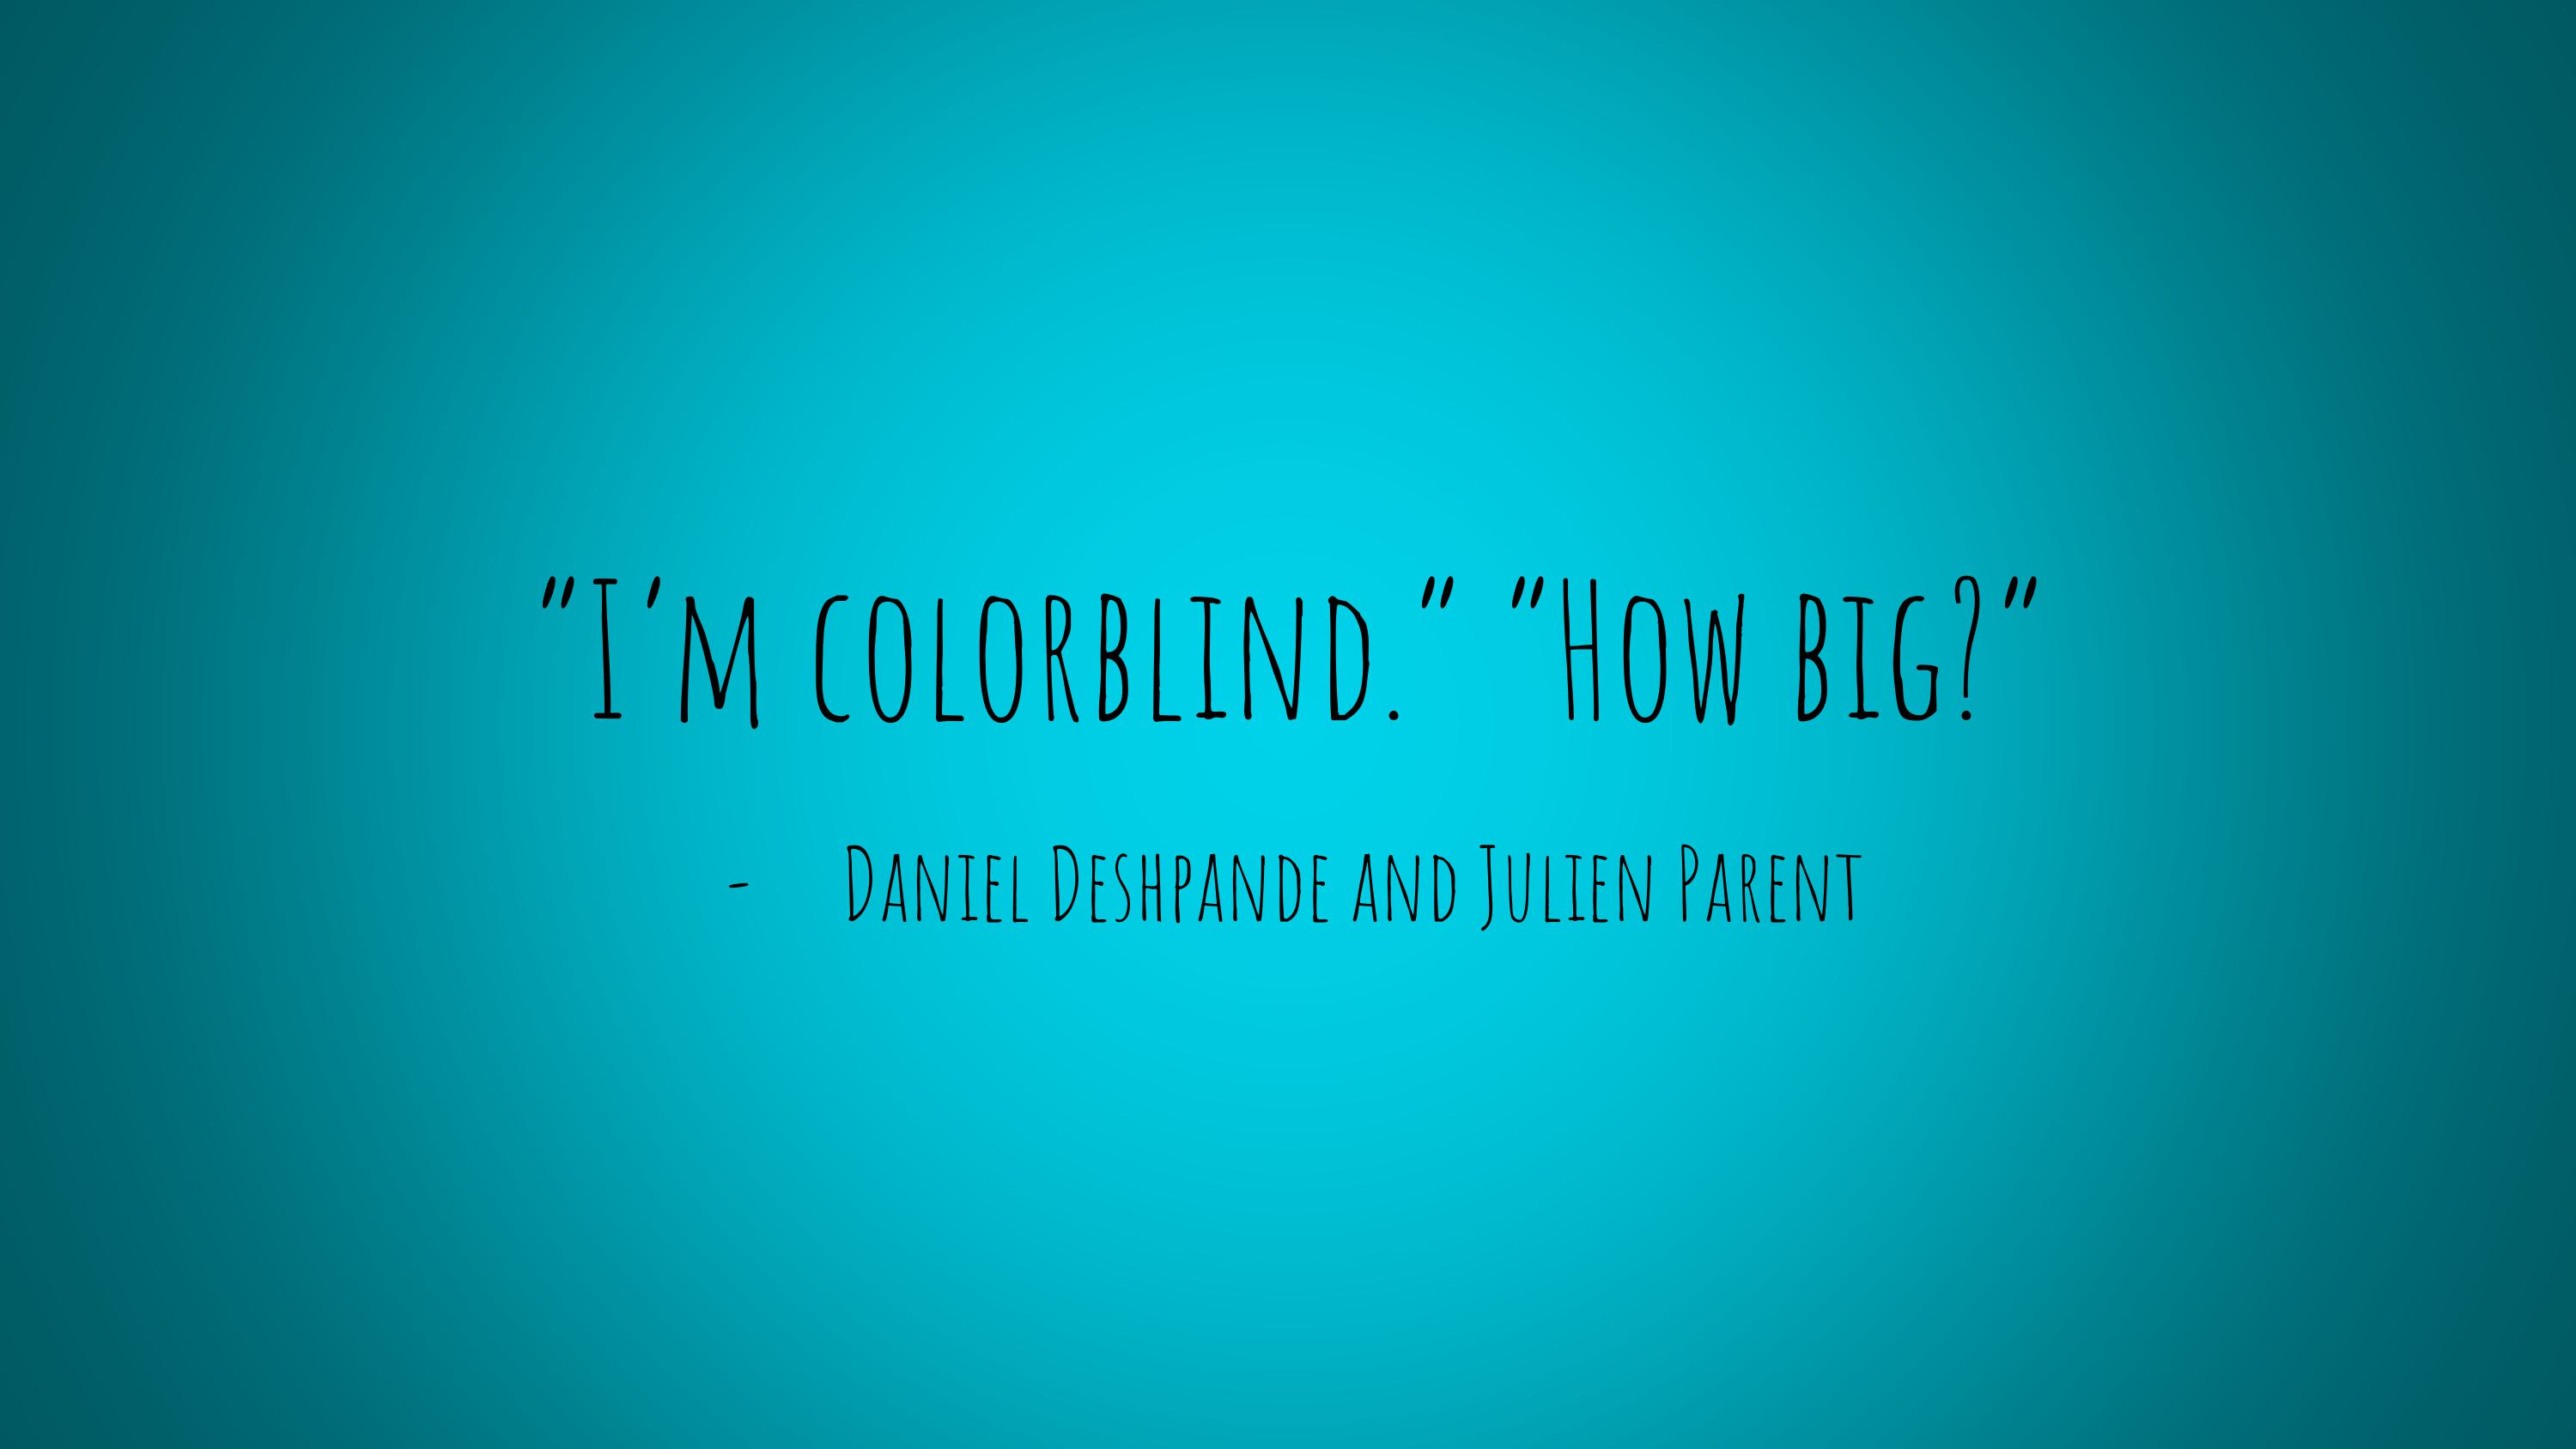 "I'm colorblind." "How big?"
- Daniel Deshpande and Julien Parent